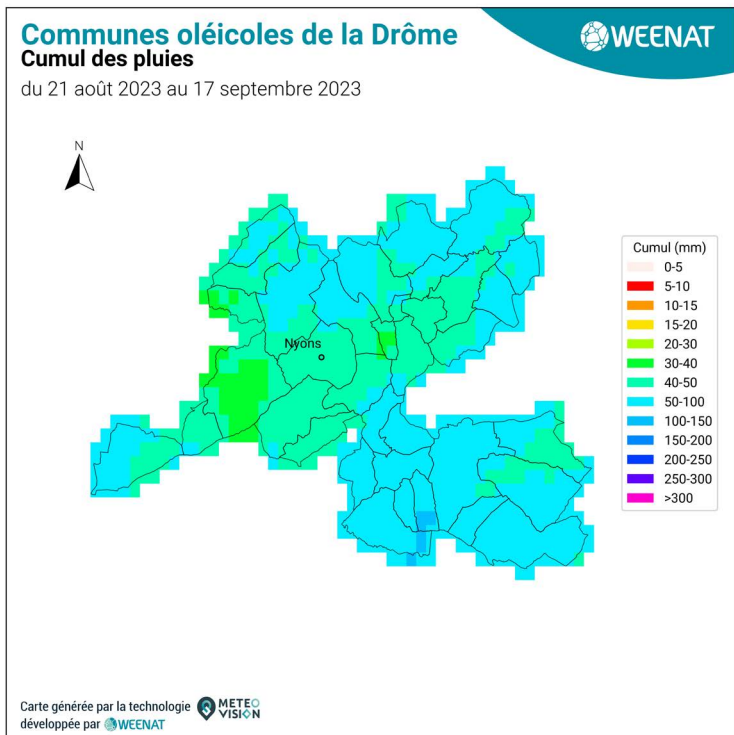 Communes oléicoles de la Drôme
Cumul des pluies
du 21 août 2023 au 17 septembre 2023
WEENAT
N
Nyons
Cumul (mm)
0-5
5-10
10-15
15-20
20-30
30-40
40-50
50-100
100-150
150-200
200-250
250-300
>300
Carte générée par la technologie METEO VISION
développée par WEENAT